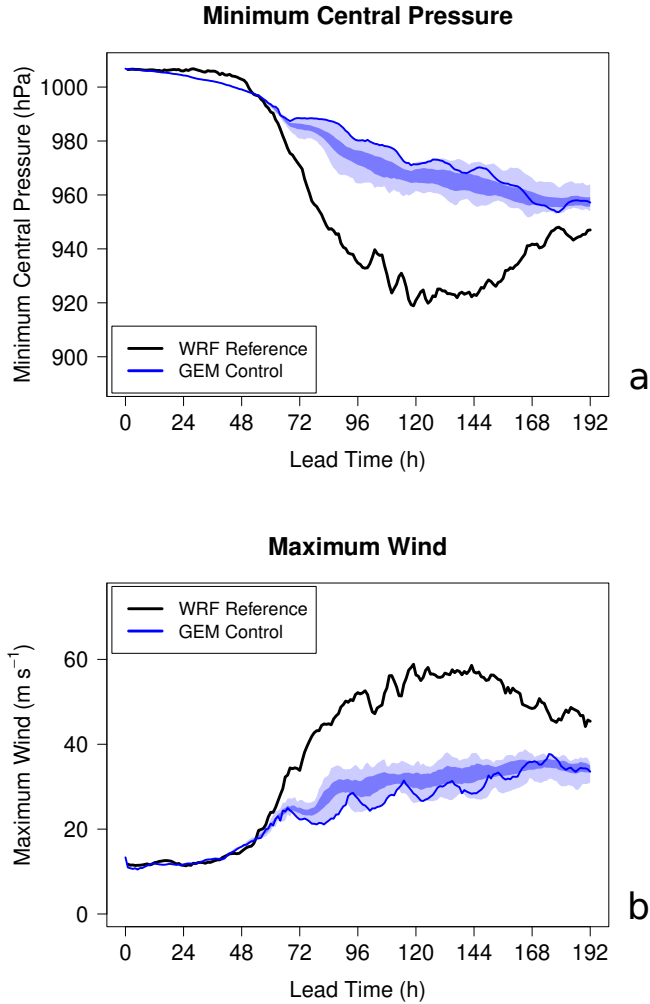 Minimum Central Pressure
Minimum Central Pressure (hPa)
1000
980
960
940
920
900
WRF Reference
GEM Control
a
0 24 48 72 96 120 144 168 192
Lead Time (h)
Maximum Wind
Maximum Wind (m s⁻¹)
WRF Reference
GEM Control
60
40
20
0
b
0 24 48 72 96 120 144 168 192
Lead Time (h)